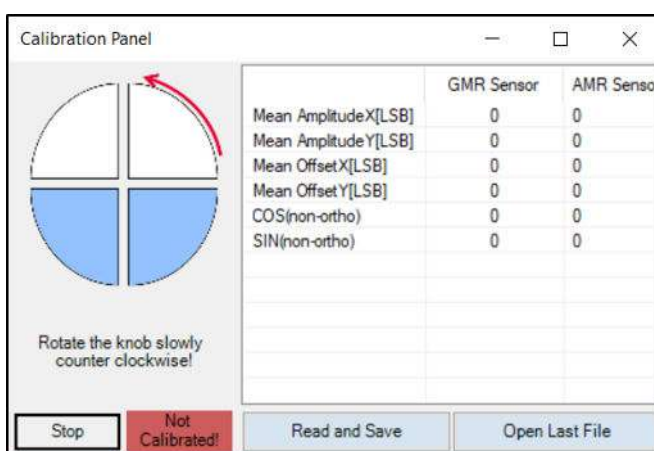 Calibration Panel
GMR Sensor AMR Senso
Mean AmplitudeX[LSB] 0 0
Mean AmplitudeY[LSB] 0 0
Mean OffsetX[LSB] 0 0
Mean OffsetY[LSB] 0 0
COS(non-ortho) 0 0
SIN(non-ortho) 0 0
Rotate the knob slowly
counter clockwise!
Stop
Not
Calibrated!
Read and Save
Open Last File